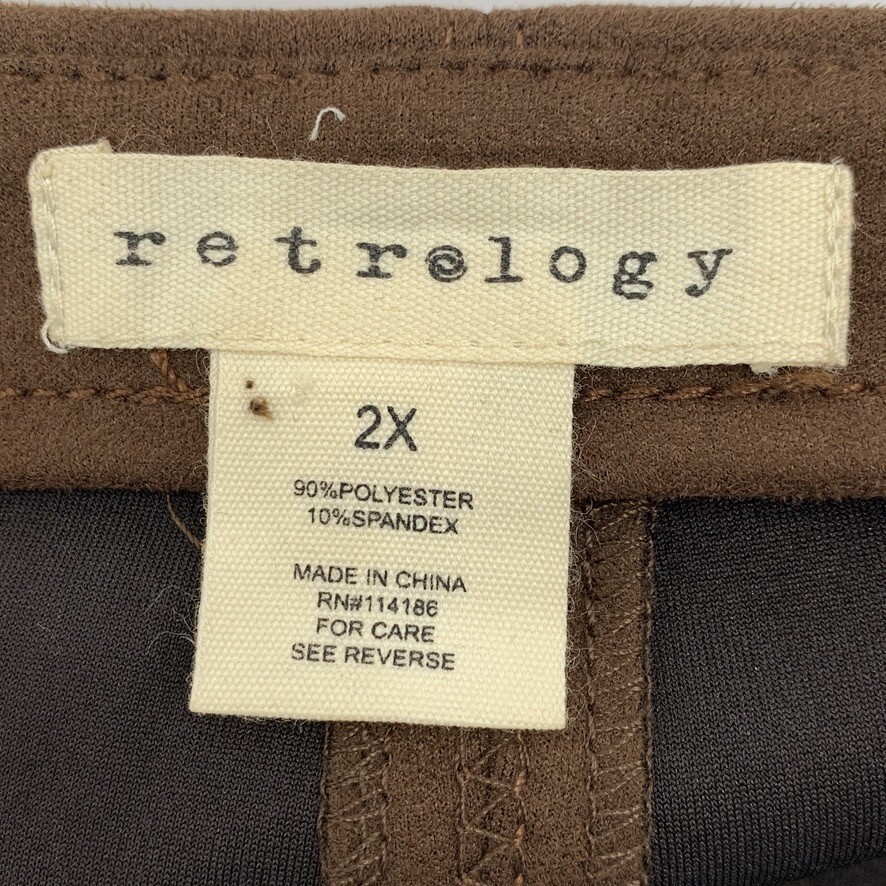 retrology
2X
90%POLYESTER
10%SPANDEX
MADE IN CHINA
RN#114186
FOR CARE
SEE REVERSE